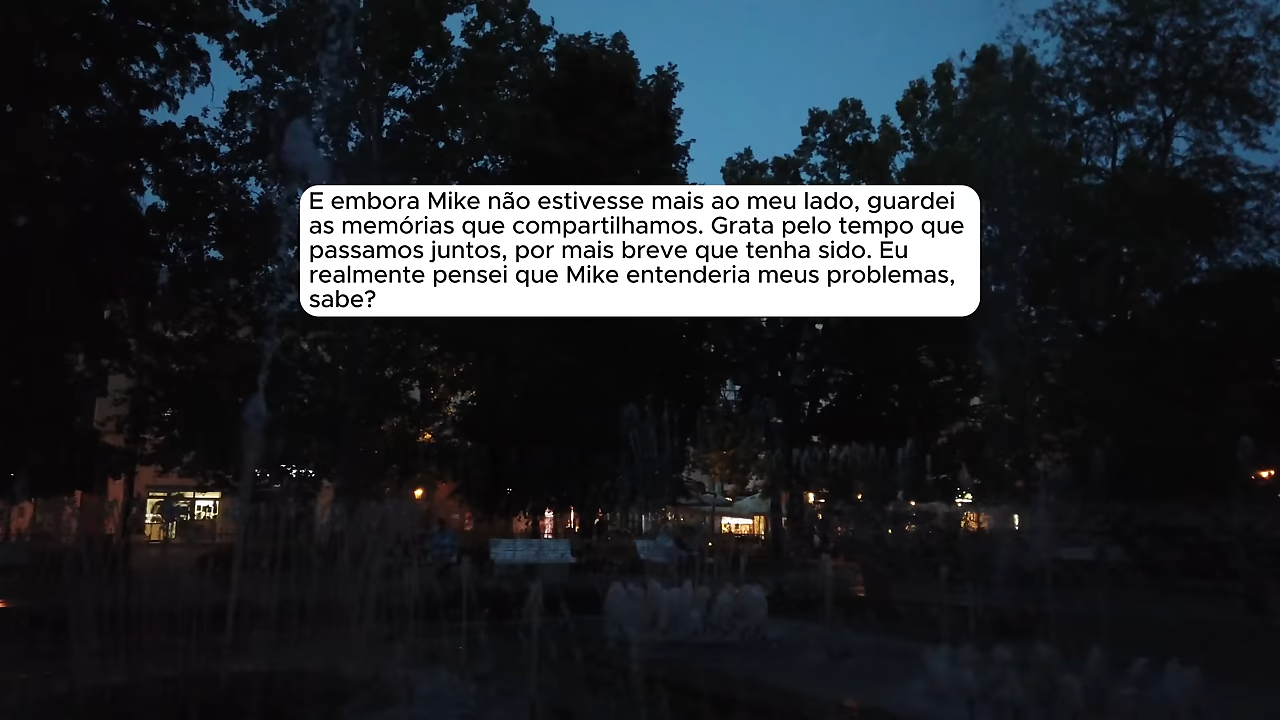 E embora Mike não estivesse mais ao meu lado, guardei
as memórias que compartilhamos. Grata pelo tempo que
passamos juntos, por mais breve que tenha sido. Eu
realmente pensei que Mike entenderia meus problemas,
sabe?